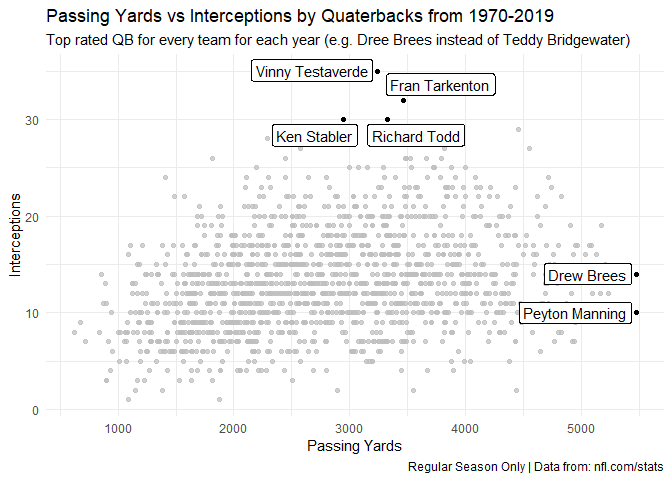 Passing Yards vs Interceptions by Quaterbacks from 1970-2019
Top rated QB for every team for each year (e.g. Dree Brees instead of Teddy Bridgewater)
Vinny Testaverde
Fran Tarkenton
Ken Stabler
Richard Todd
Drew Brees
Peyton Manning
Interceptions
30
20
10
0
1000
2000
3000
4000
5000
Passing Yards
Regular Season Only | Data from: nfl.com/stats